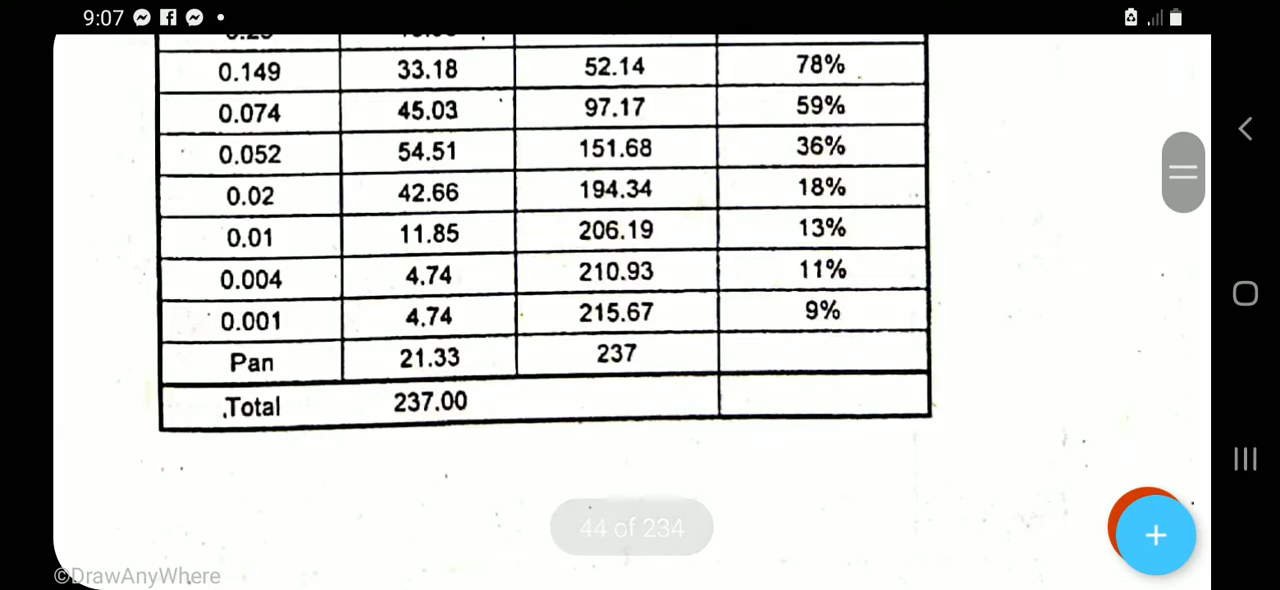 9:07
0.149 33.18 52.14 78%
0.074 45.03 97.17 59%
0.052 54.51 151.68 36%
0.02 42.66 194.34 18%
0.01 11.85 206.19 13%
0.004 4.74 210.93 11%
0.001 4.74 215.67 9%
Pan 21.33 237
Total 237.00
44 of 234
©DrawAnyWhere